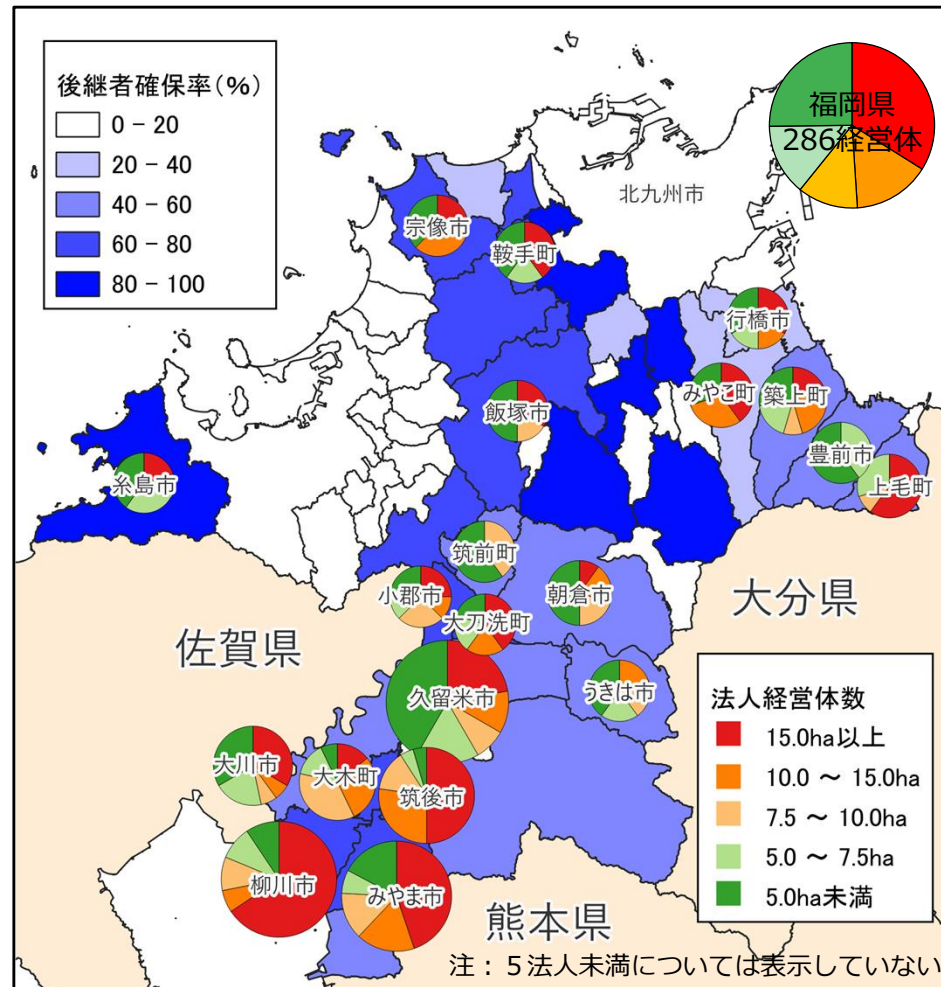 後継者確保率(%)
0 - 20
20 - 40
40 - 60
60 - 80
80 - 100
福岡県
286経営体
北九州市
宗像市
鞍手町
行橋市
飯塚市
みやこ町
築上町
豊前市
上毛町
糸島市
筑前町
小郡市
朝倉市
大刀洗町
大分県
佐賀県
久留米市
うきは市
大川市
大木町
筑後市
柳川市
みやま市
熊本県
法人経営体数
15.0ha以上
10.0 ～ 15.0ha
7.5 ～ 10.0ha
5.0 ～ 7.5ha
5.0ha未満
注：５法人未満については表示していない